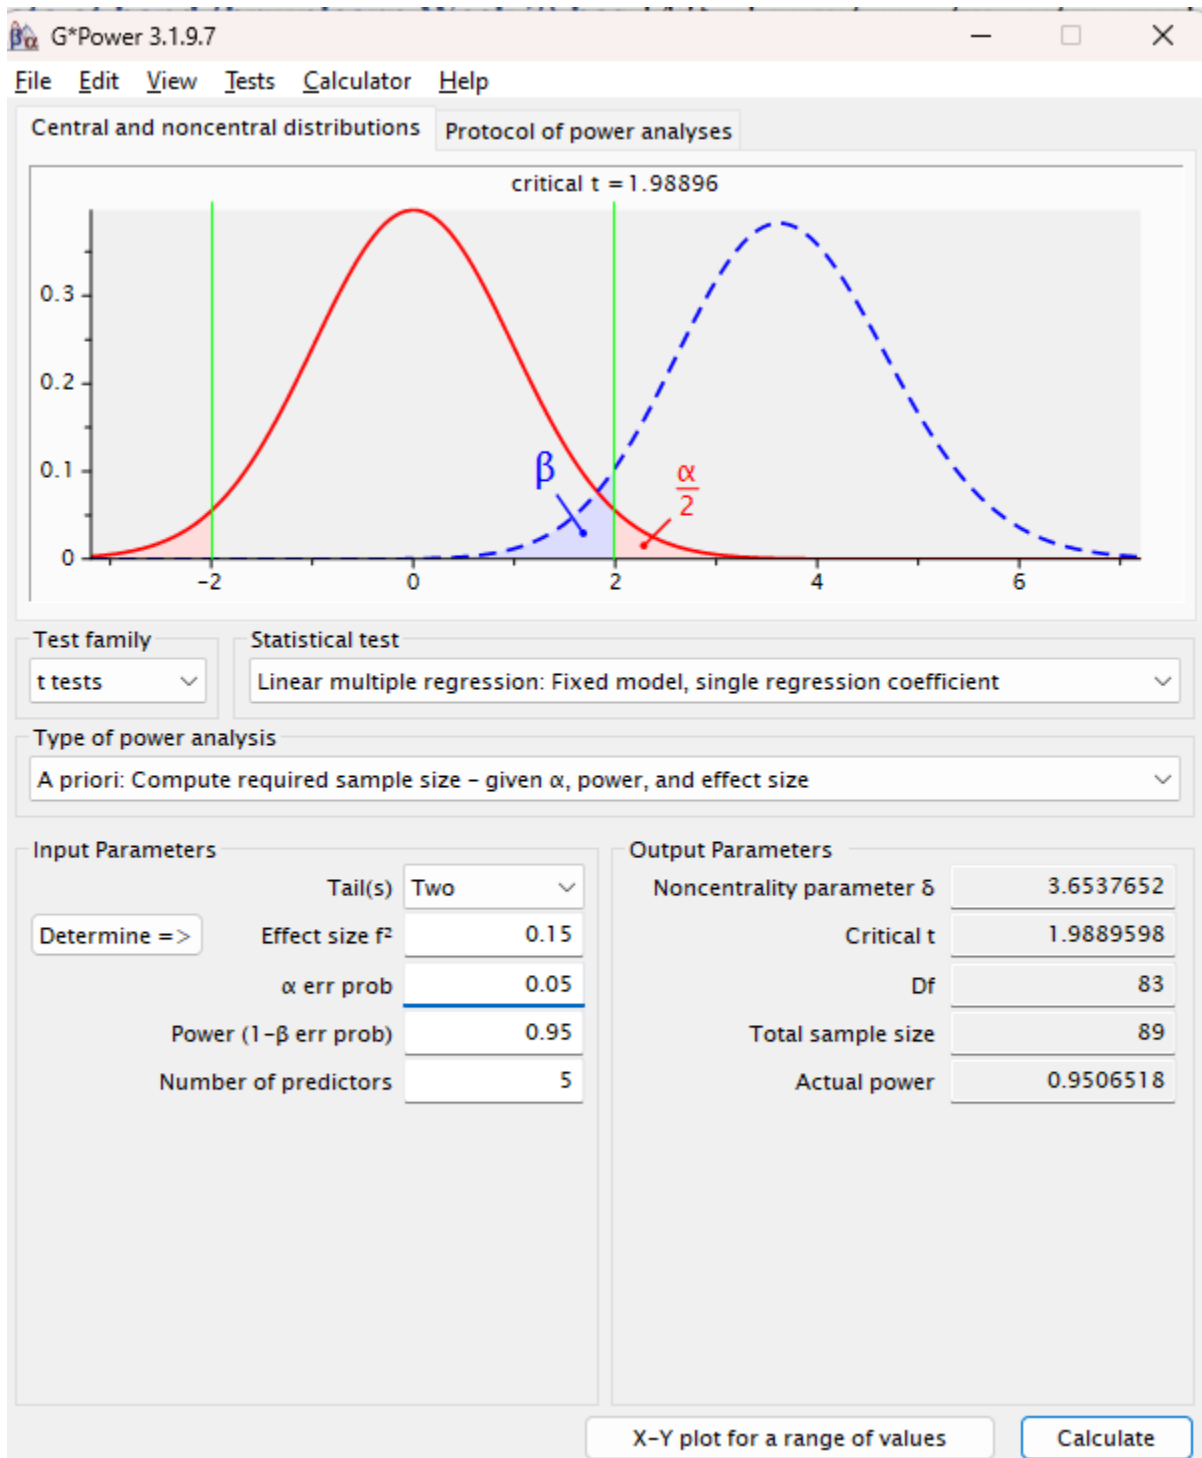 G*Power 3.1.9.7
File Edit View Tests Calculator Help
Central and noncentral distributions Protocol of power analyses
critical t = 1.98896
0.3
0.2
0.1
0
β
α
2
-2 0 2 4 6
Test family Statistical test
t tests Linear multiple regression: Fixed model, single regression coefficient
Type of power analysis
A priori: Compute required sample size – given α, power, and effect size
Input Parameters Output Parameters
Tail(s) Two Noncentrality parameter δ 3.6537652
Determine => Effect size f² 0.15 Critical t 1.9889598
α err prob 0.05 Df 83
Power (1-β err prob) 0.95 Total sample size 89
Number of predictors 5 Actual power 0.9506518
X-Y plot for a range of values Calculate